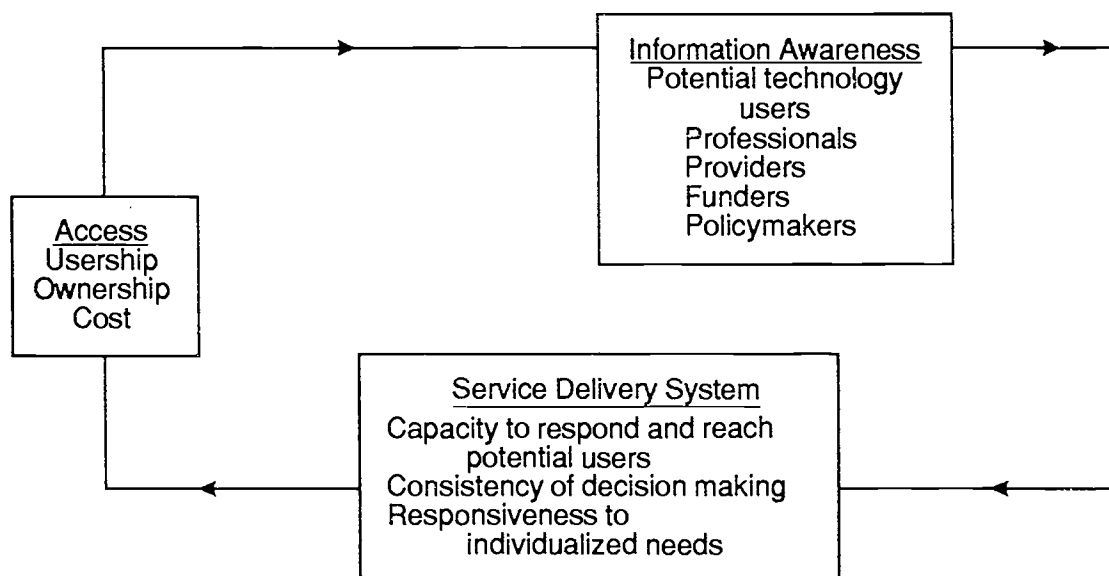 Information Awareness
Potential technology
users
Professionals
Providers
Funders
Policymakers
Access
Usership
Ownership
Cost
Service Delivery System
Capacity to respond and reach
potential users
Consistency of decision making
Responsiveness to
individualized needs